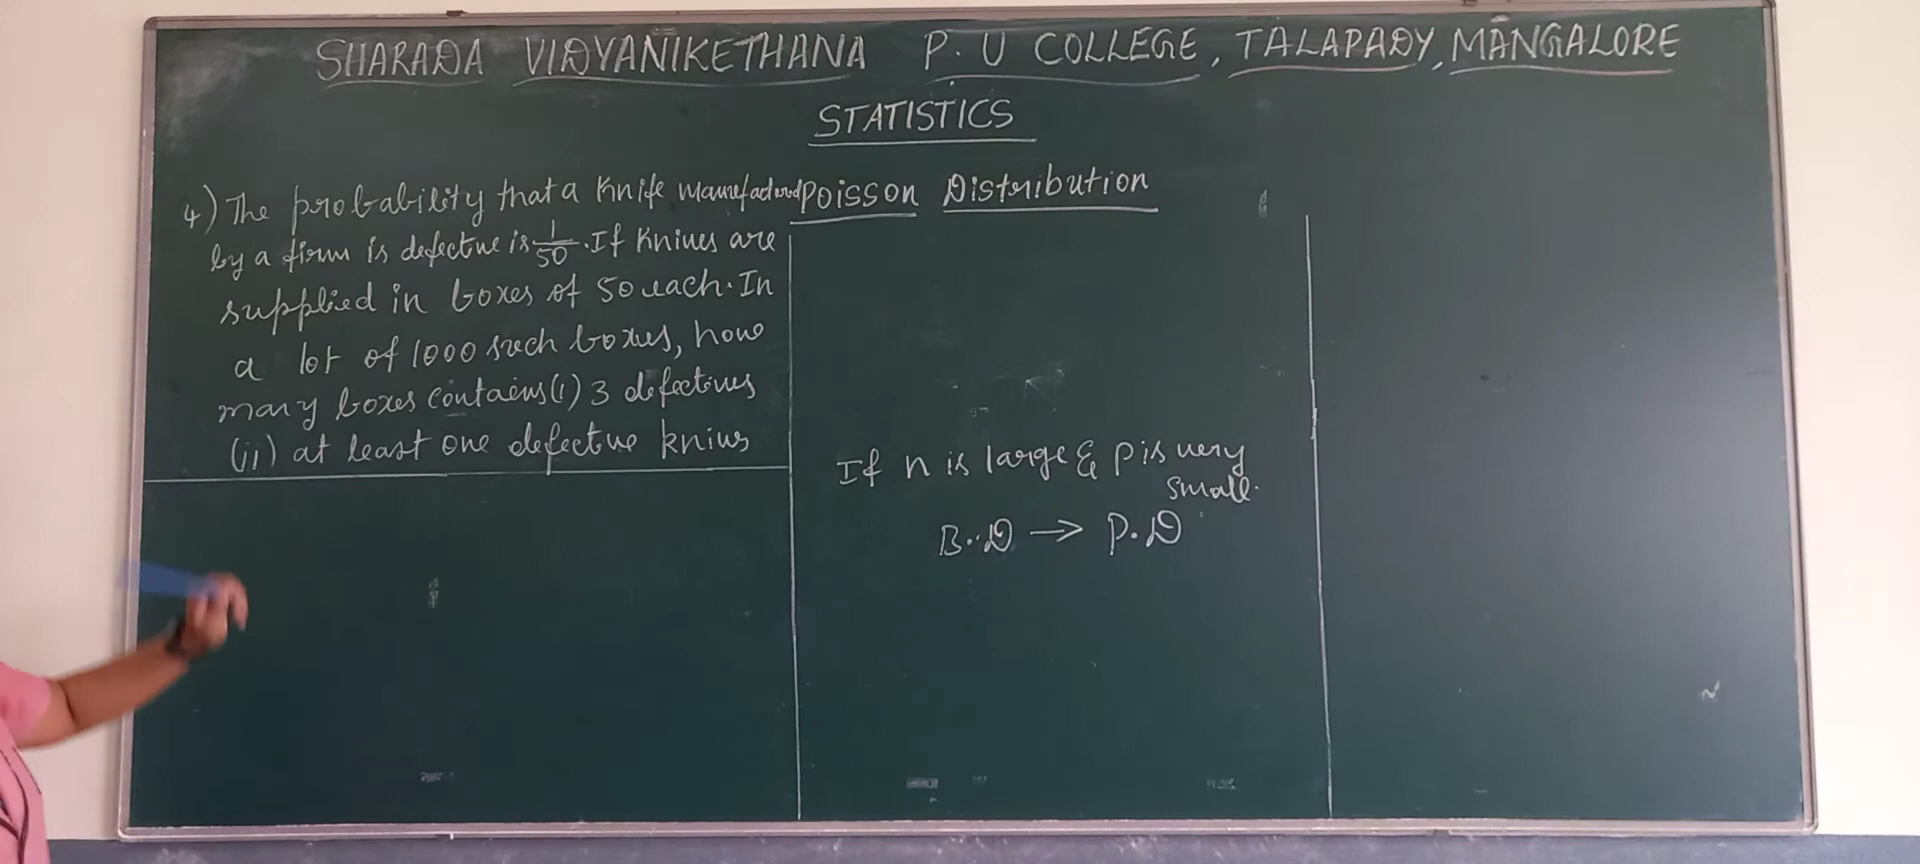 SHARADA VIDYANIKETHANA P. U COLLEGE, TALAPADY, MANGALORE
STATISTICS
Poisson Distribution
4) The probability that a knife manufactured
by a firm is defective is 1/50. If knives are
supplied in boxes of 50 each. In
a lot of 1000 such boxes, how
many boxes contains (i) 3 defectives
(ii) at least one defective knives
If n is large & p is very
small.
B.D → P.D